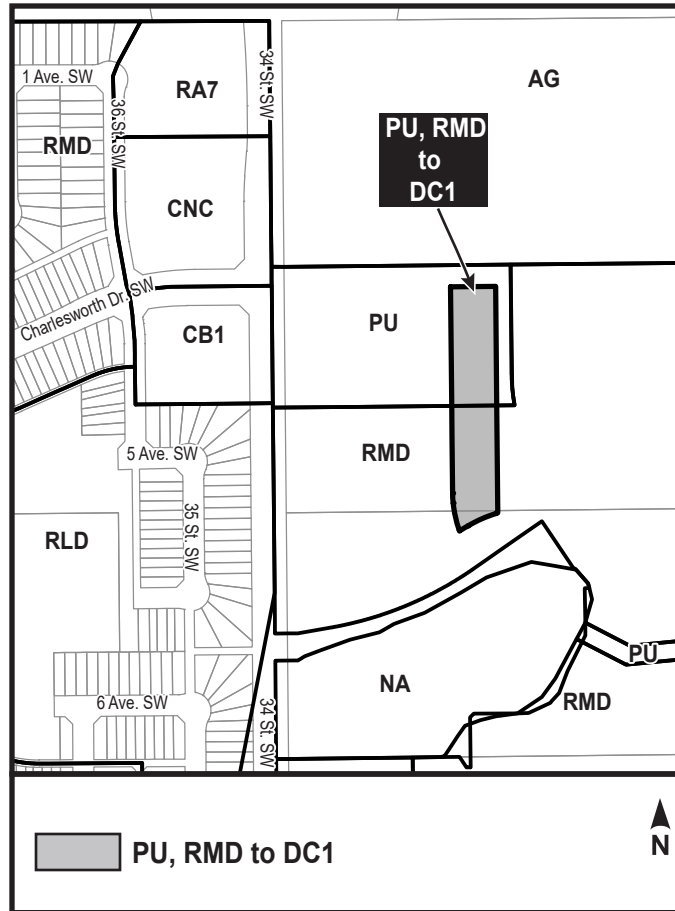 1 Ave. SW
RA7
34 St. SW
AG
RMD
36 St. SW
PU, RMD
to
DC1
CNC
Charlesworth Dr. SW
CB1
PU
5 Ave. SW
RMD
35 St. SW
RLD
NA
PU
RMD
6 Ave. SW
34 St. SW
PU, RMD to DC1
N